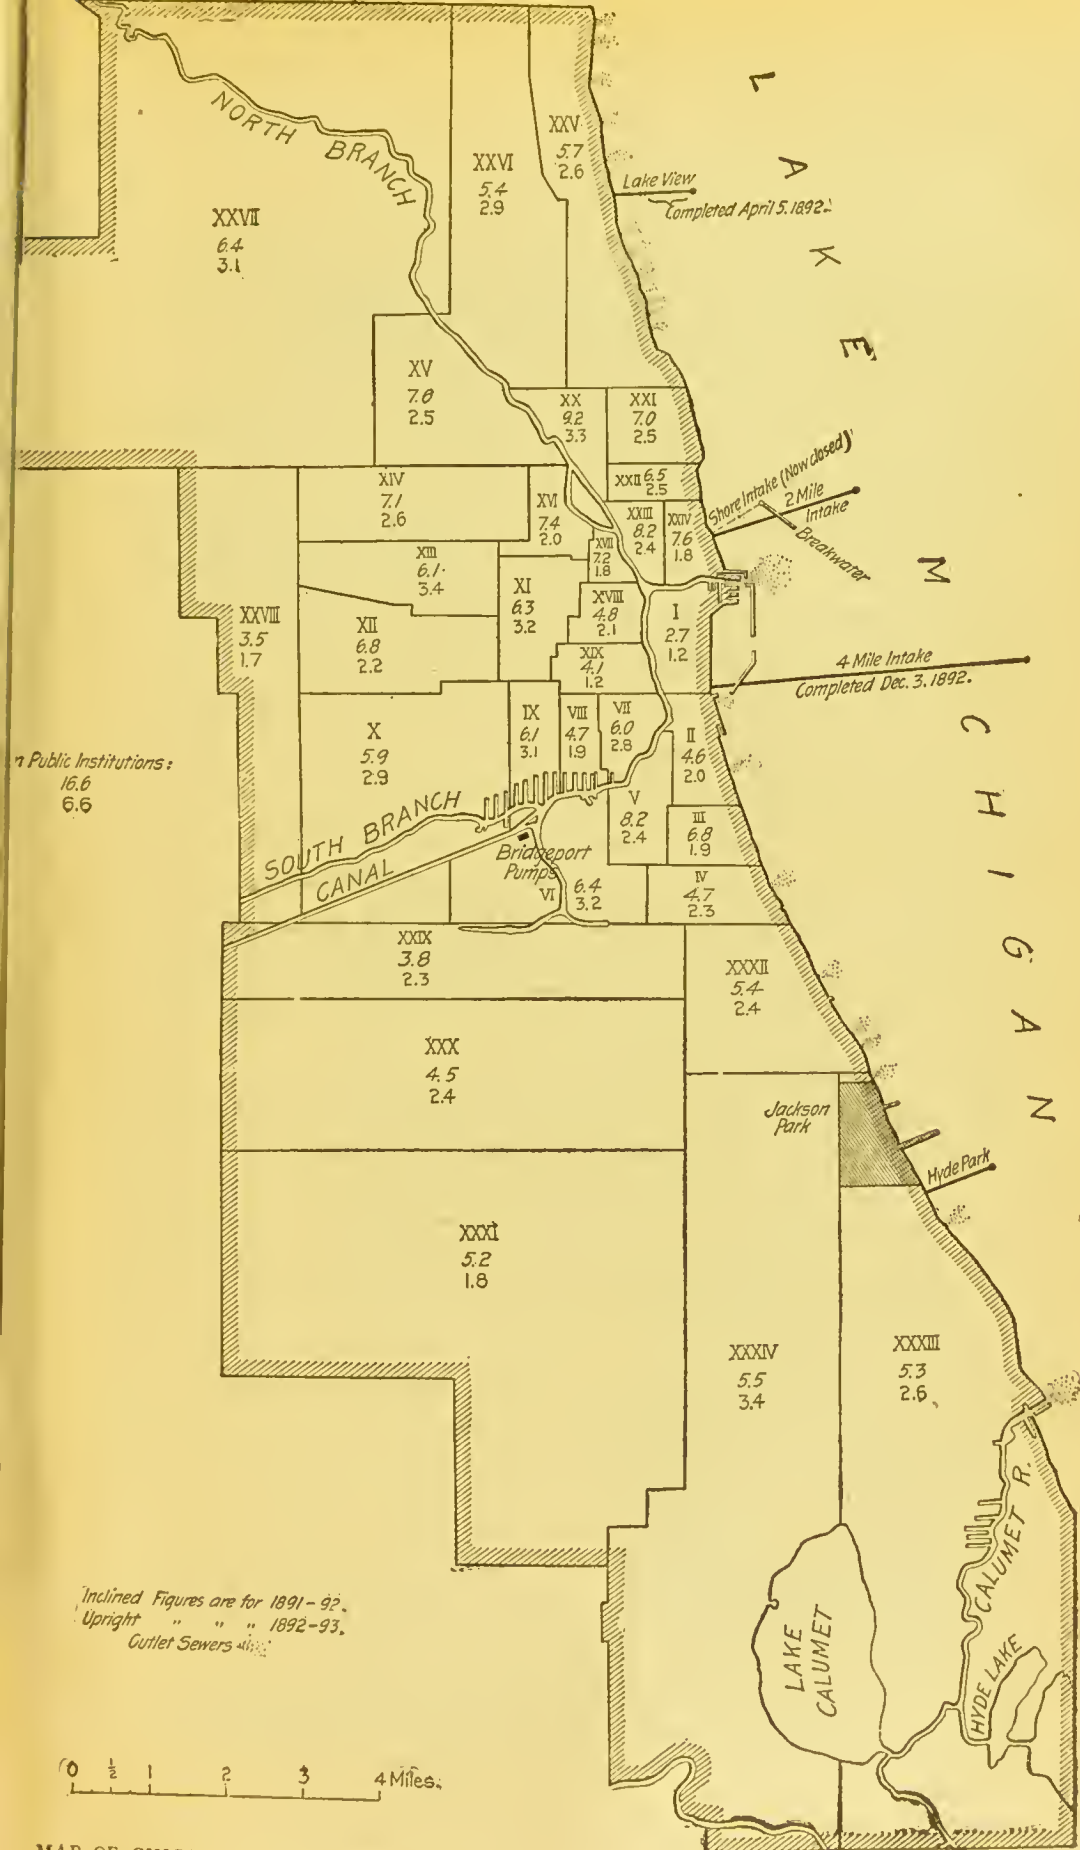 NORTH BRANCH
XXVII
6.4
3.1
XXVI
5.4
2.9
XXV
5.7
2.6
Lake View
Completed April 5. 1892.
LAKE MICHIGAN
XV
7.0
2.5
XX
9.2
3.3
XXI
7.0
2.5
XXII 6.5
2.5
XIV
7.1
2.6
XVI
7.4
2.0
XXIII
8.2
2.4
XXIV
7.6
1.8
Shore Intake (Now closed)
2 Mile
Intake
Breakwater
XVII
7.2
1.8
XIII
6.1
3.4
XI
6.3
3.2
XVIII
4.8
2.1
I
2.7
1.2
XXVIII
3.5
1.7
XII
6.8
2.2
XIX
4.1
1.2
4 Mile Intake
Completed Dec. 3. 1892.
X
5.9
2.9
IX
6.1
3.1
VIII
4.7
1.9
VII
6.0
2.8
II
4.6
2.0
Public Institutions:
16.6
6.6
V
8.2
2.4
III
6.8
1.9
SOUTH BRANCH
CANAL
Bridgeport
Pumps
VI
6.4
3.2
IV
4.7
2.3
XXIX
3.8
2.3
XXXII
5.4
2.4
XXX
4.5
2.4
Jackson
Park
Hyde Park
XXXI
5.2
1.8
XXXIV
5.5
3.4
XXXIII
5.3
2.6
CALUMET R.
LAKE
CALUMET
HYDE LAKE
Inclined Figures are for 1891-92.
Upright " " " 1892-93.
Outlet Sewers
0 ½ 1 2 3 4 Miles.
MAP OF